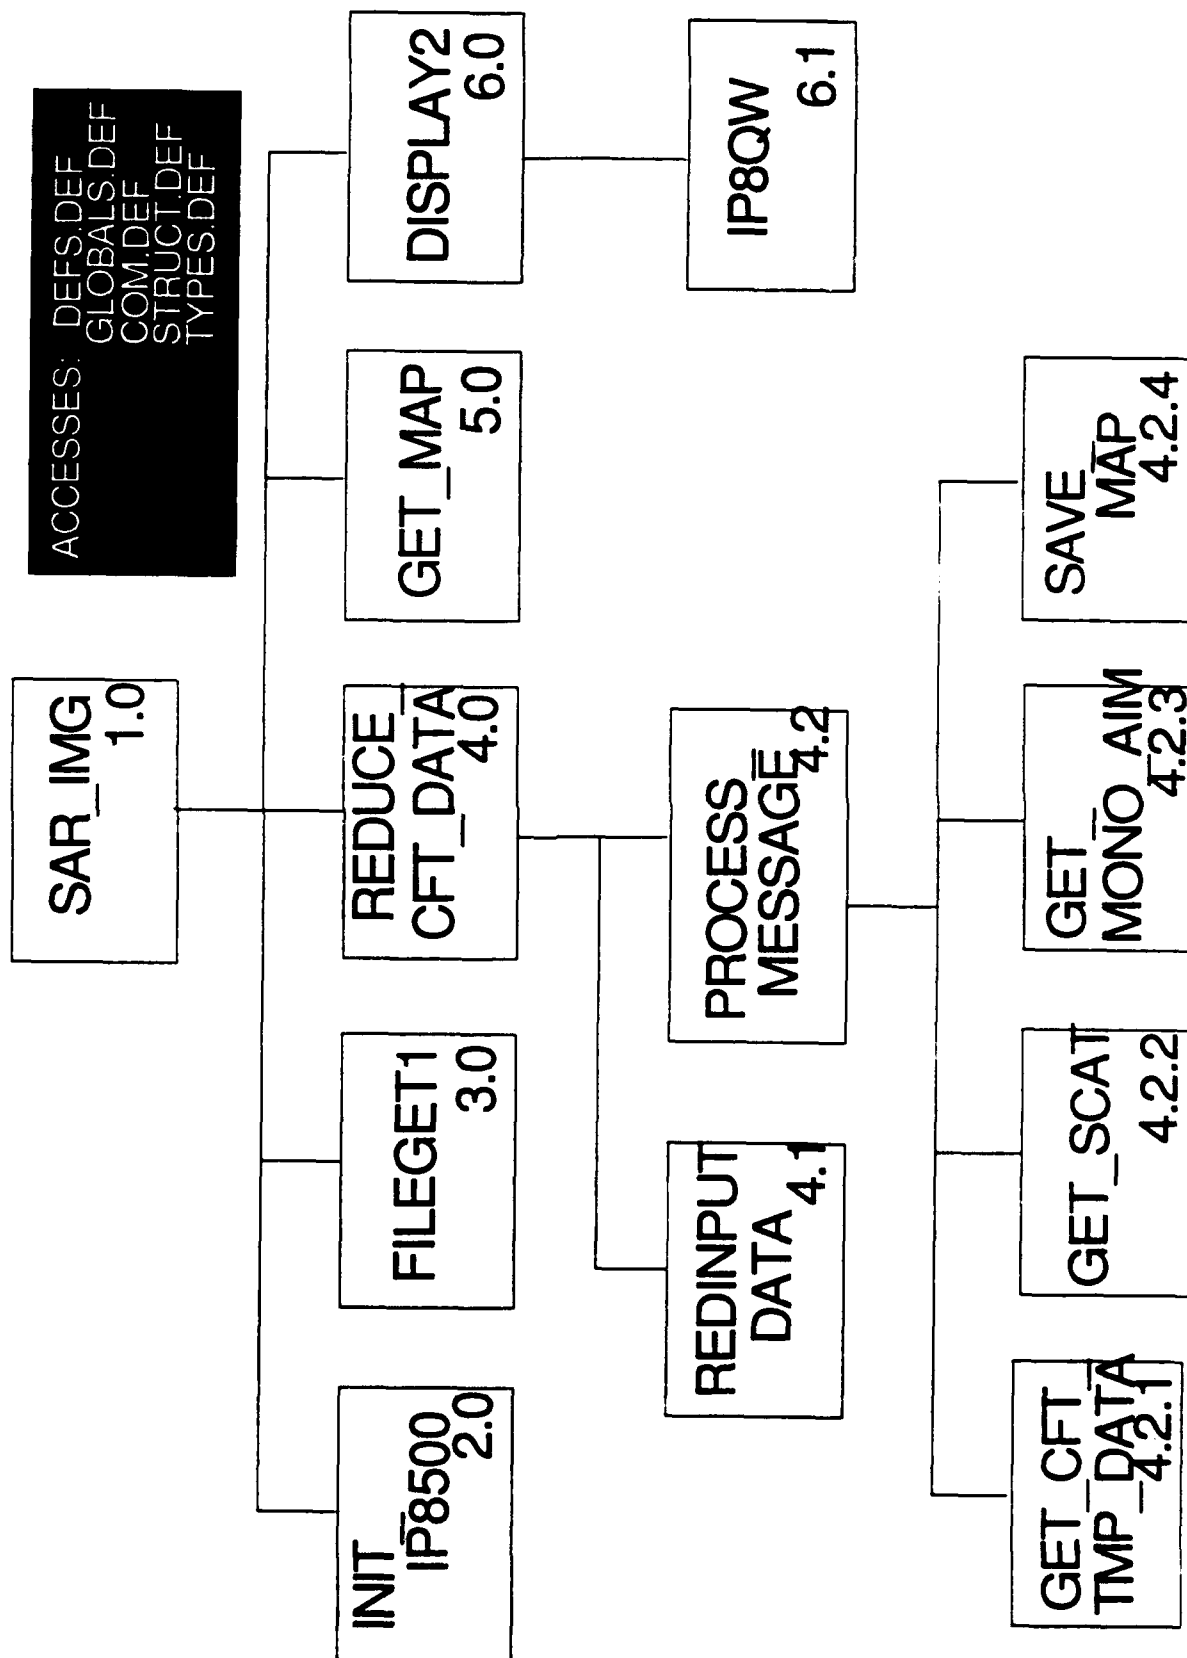 SAR_IMG
1.0
ACCESSES: DEFS.DEF
GLOBALS.DEF
COM.DEF
STRUCT.DEF
TYPES.DEF
INIT_
IP8500
2.0
FILEGET1
3.0
REDUCE_
CFT_DATA
4.0
GET_MAP
5.0
DISPLAY2
6.0
REDINPUT_
DATA
4.1
PROCESS_
MESSAGE
4.2
IP8QW
6.1
GET_CFT_
TMP_DATA
4.2.1
GET_SCAT
4.2.2
GET_
MONO_AIM
4.2.3
SAVE_
MAP
4.2.4